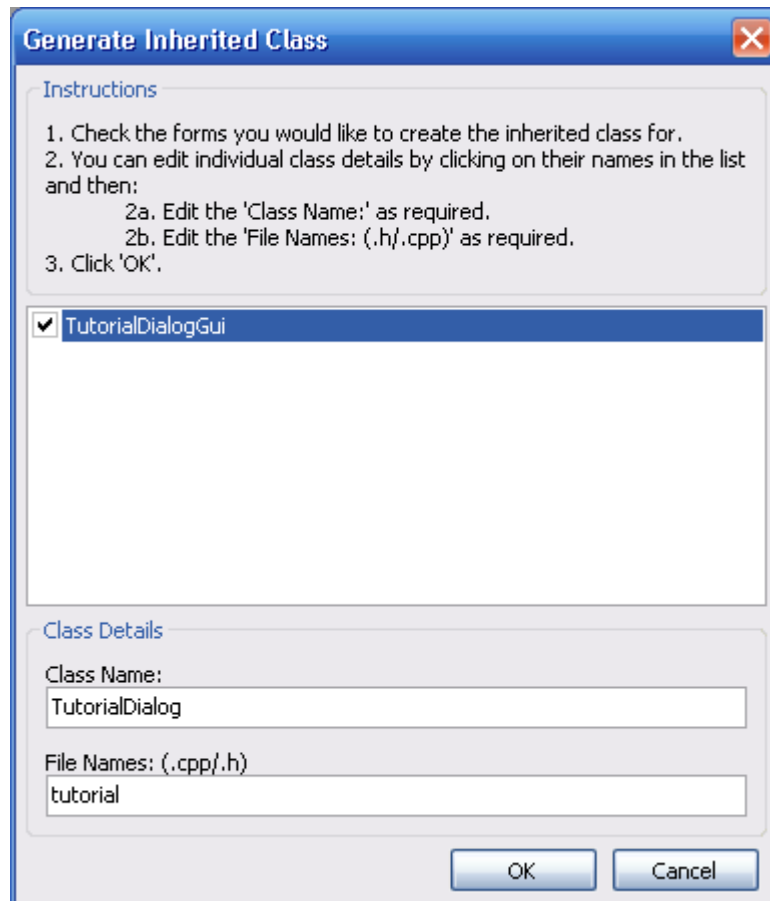 Generate Inherited Class
Instructions
1. Check the forms you would like to create the inherited class for.
2. You can edit individual class details by clicking on their names in the list
and then:
2a. Edit the 'Class Name:' as required.
2b. Edit the 'File Names: (.h/.cpp)' as required.
3. Click 'OK'.
TutorialDialogGui
Class Details
Class Name:
TutorialDialog
File Names: (.cpp/.h)
tutorial
OK
Cancel